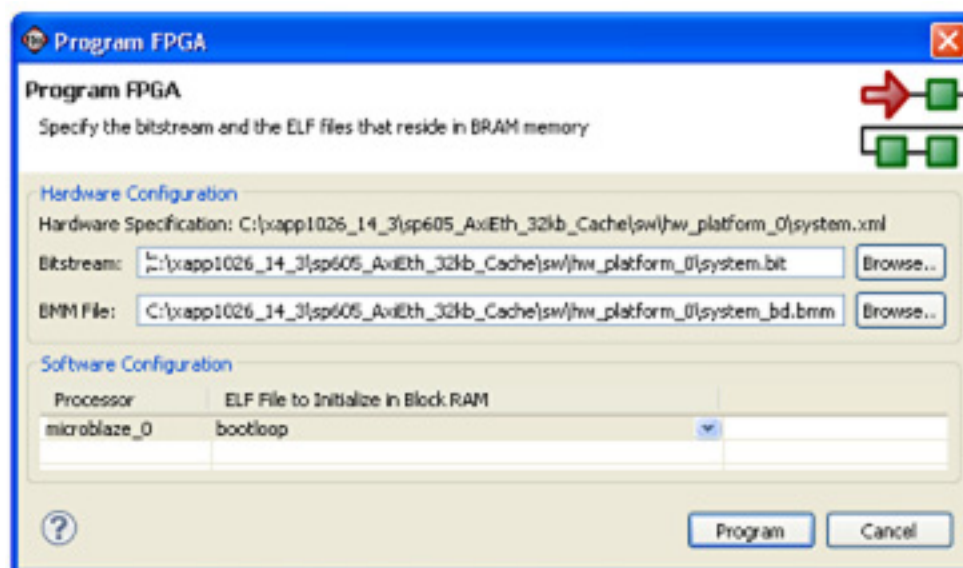 Program FPGA
Program FPGA
Specify the bitstream and the ELF files that reside in BRAM memory
Hardware Configuration
Hardware Specification: C:\xapp1026_14_3\sp605_AxiEth_32kb_Cache\sw\hw_platform_0\system.xml
Bitstream: C:\xapp1026_14_3\sp605_AxiEth_32kb_Cache\sw\hw_platform_0\system.bit Browse...
BMM File: C:\xapp1026_14_3\sp605_AxiEth_32kb_Cache\sw\hw_platform_0\system_bd.bmm Browse...
Software Configuration
Processor ELF File to Initialize in Block RAM
microblaze_0 bootloop
? Program Cancel